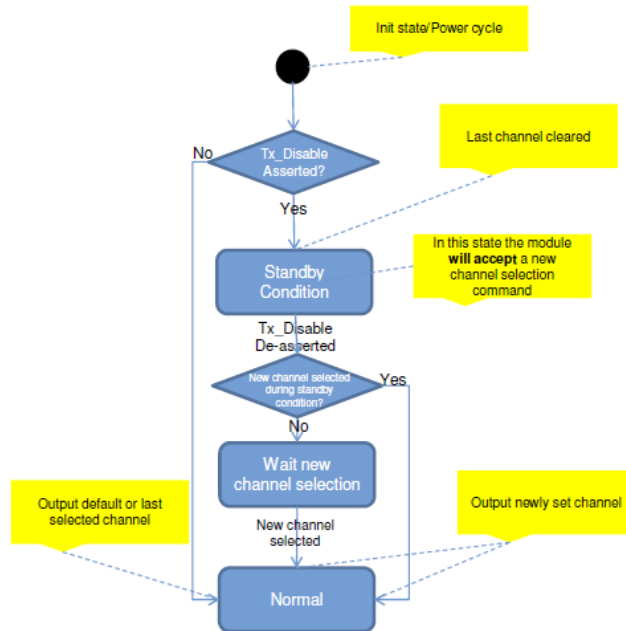 Init state/Power cycle
Last channel cleared
No
Tx_Disable
Asserted?
Yes
In this state the module
will accept a new
channel selection
command
Standby
Condition
Tx_Disable
De-asserted
New channel selected
during standby
condition?
Yes
No
Wait new
channel selection
Output default or last
selected channel
Output newly set channel
New channel
selected
Normal